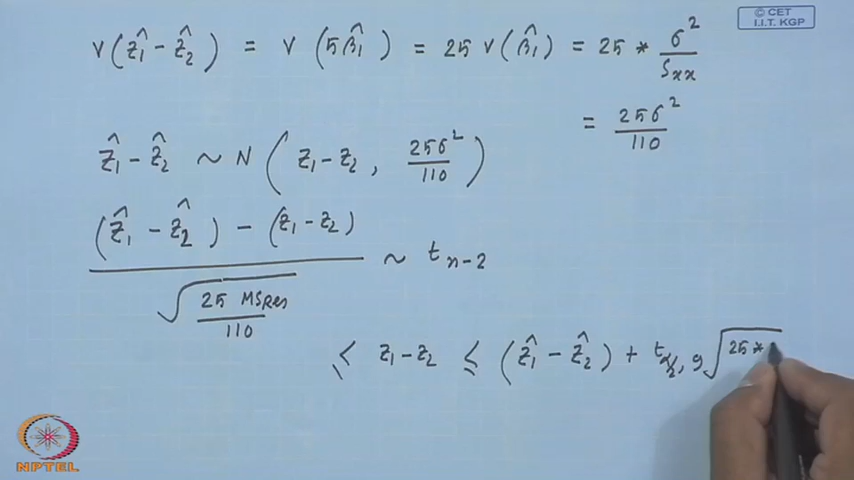 © CET
I.I.T. KGP
V(ẑ₁ - ẑ₂) = V(5β̂₁) = 25 V(β̂₁) = 25 * σ²/Sxx
= 25σ²/110
ẑ₁ - ẑ₂ ~ N(z₁ - z₂, 25σ²/110)
(ẑ₁ - ẑ₂) - (z₁ - z₂) / √(25 MSRes/110) ~ tn-2
≤ z₁ - z₂ ≤ (ẑ₁ - ẑ₂) + tα/2, 9 √25*
NPTEL